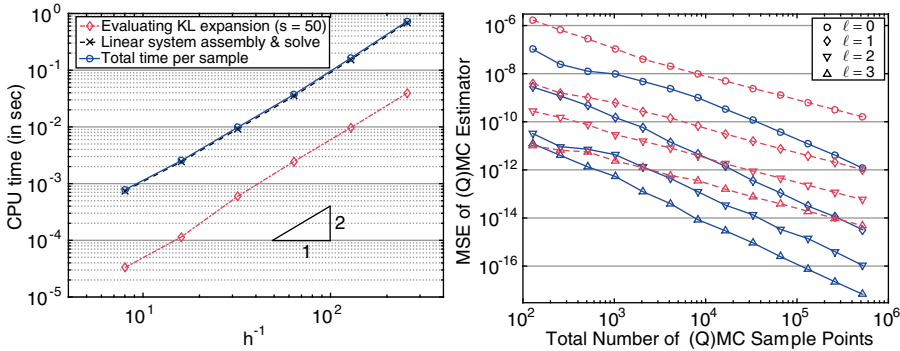 Evaluating KL expansion (s = 50)
Linear system assembly & solve
Total time per sample
CPU time (in sec)
10^1
10^0
10^-1
10^-2
10^-3
10^-4
10^-5
10^1
10^2
h^-1
1
2
ℓ=0
ℓ=1
ℓ=2
ℓ=3
MSE of (Q)MC Estimator
10^-6
10^-8
10^-10
10^-12
10^-14
10^-16
10^2
10^3
10^4
10^5
10^6
Total Number of (Q)MC Sample Points